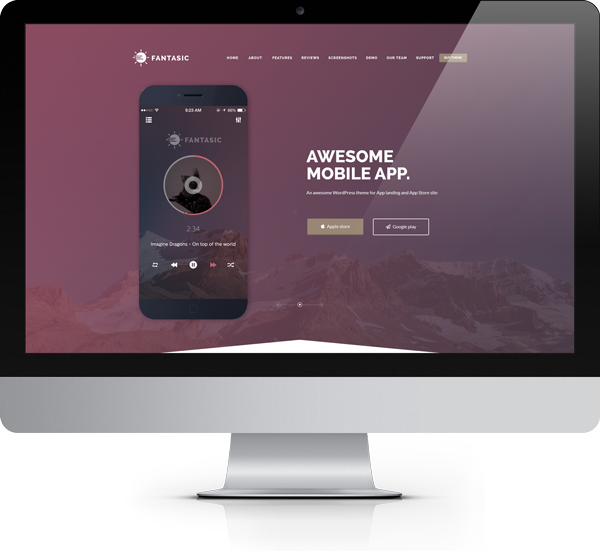 FANTASIC
HOME ABOUT FEATURES REVIEWS SCREENSHOTS DEMO OUR TEAM SUPPORT
9:23 AM 66%
FANTASIC
2:34
Imagine Dragons - On top of the world
AWESOME
MOBILE APP.
An awesome WordPress theme for App landing and App Store site
Apple store
Google play